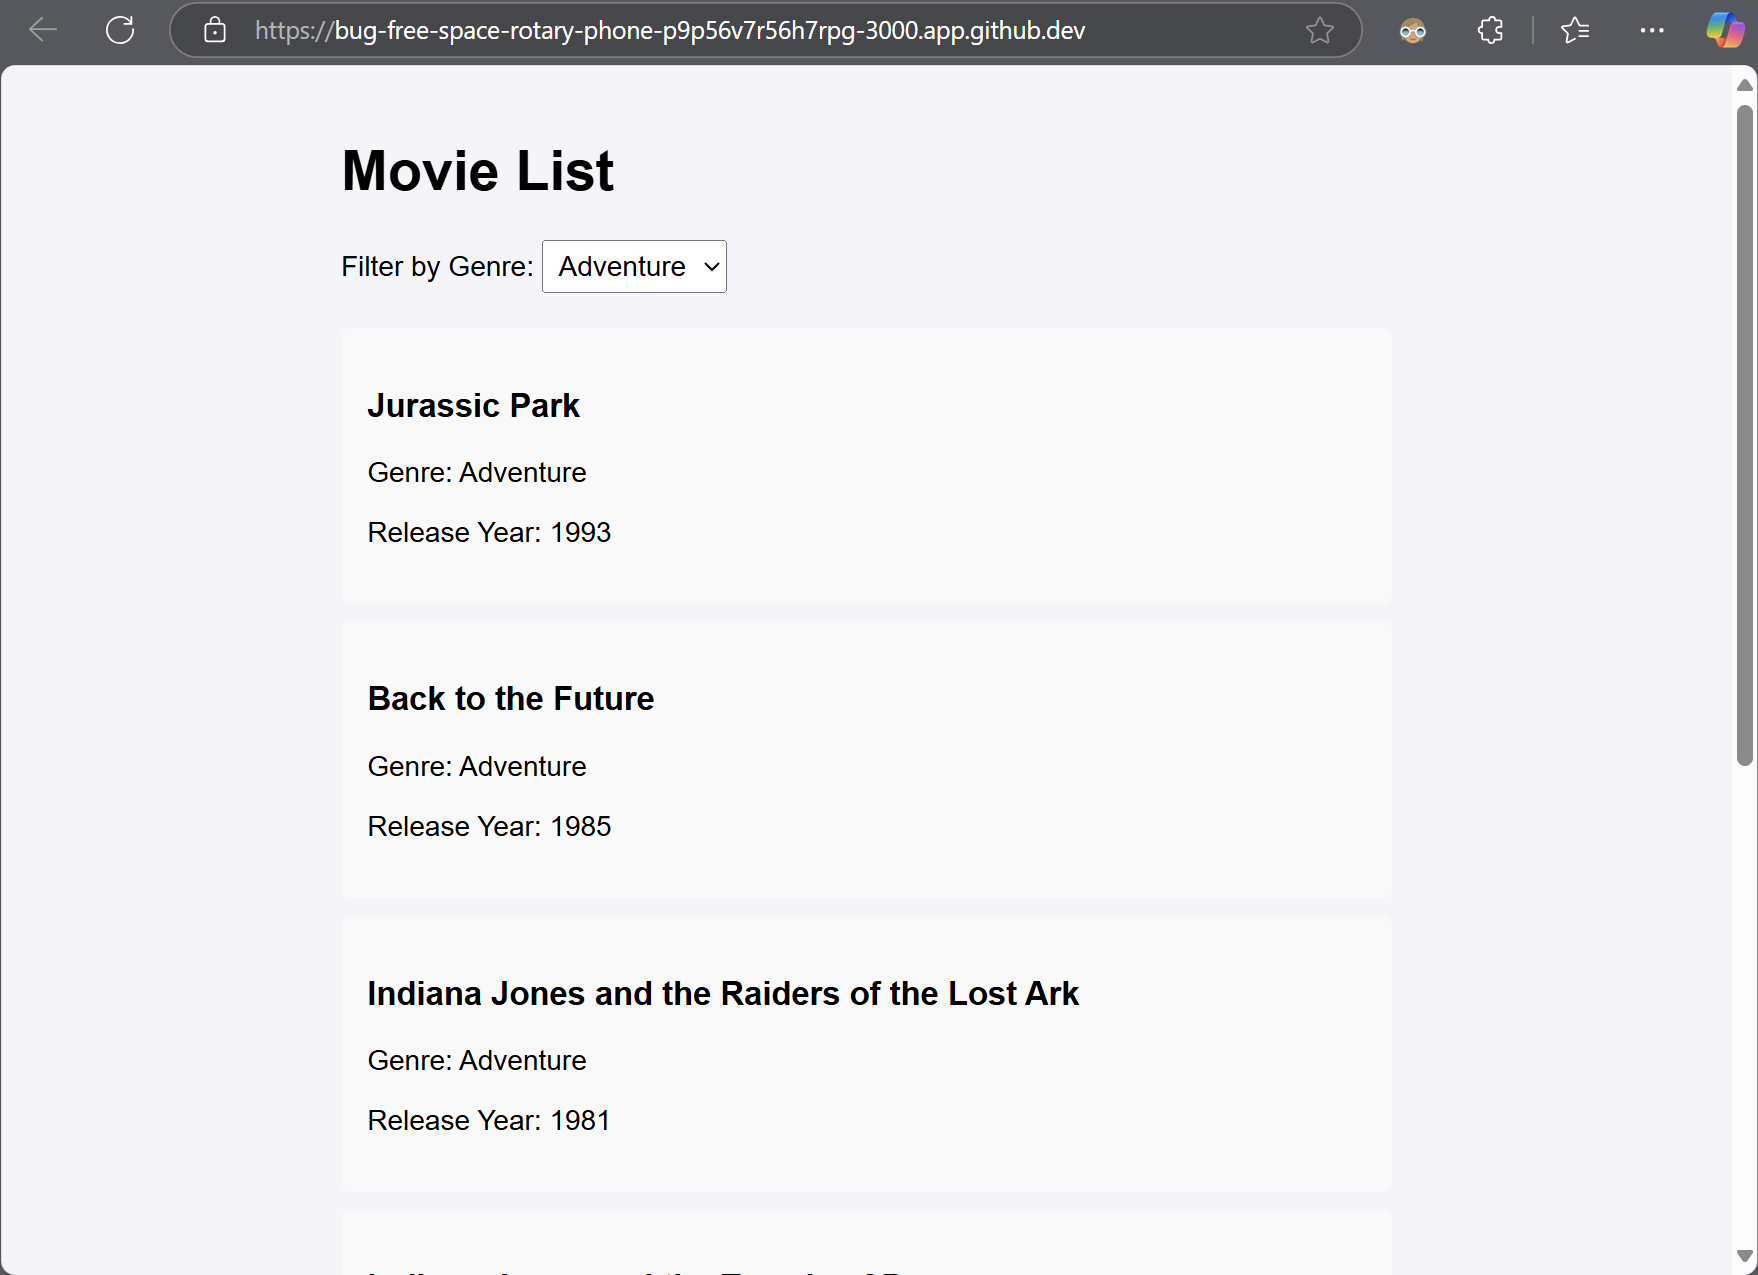 https://bug-free-space-rotary-phone-p9p56v7r56h7rpg-3000.app.github.dev
Movie List
Filter by Genre: Adventure
Jurassic Park
Genre: Adventure
Release Year: 1993
Back to the Future
Genre: Adventure
Release Year: 1985
Indiana Jones and the Raiders of the Lost Ark
Genre: Adventure
Release Year: 1981